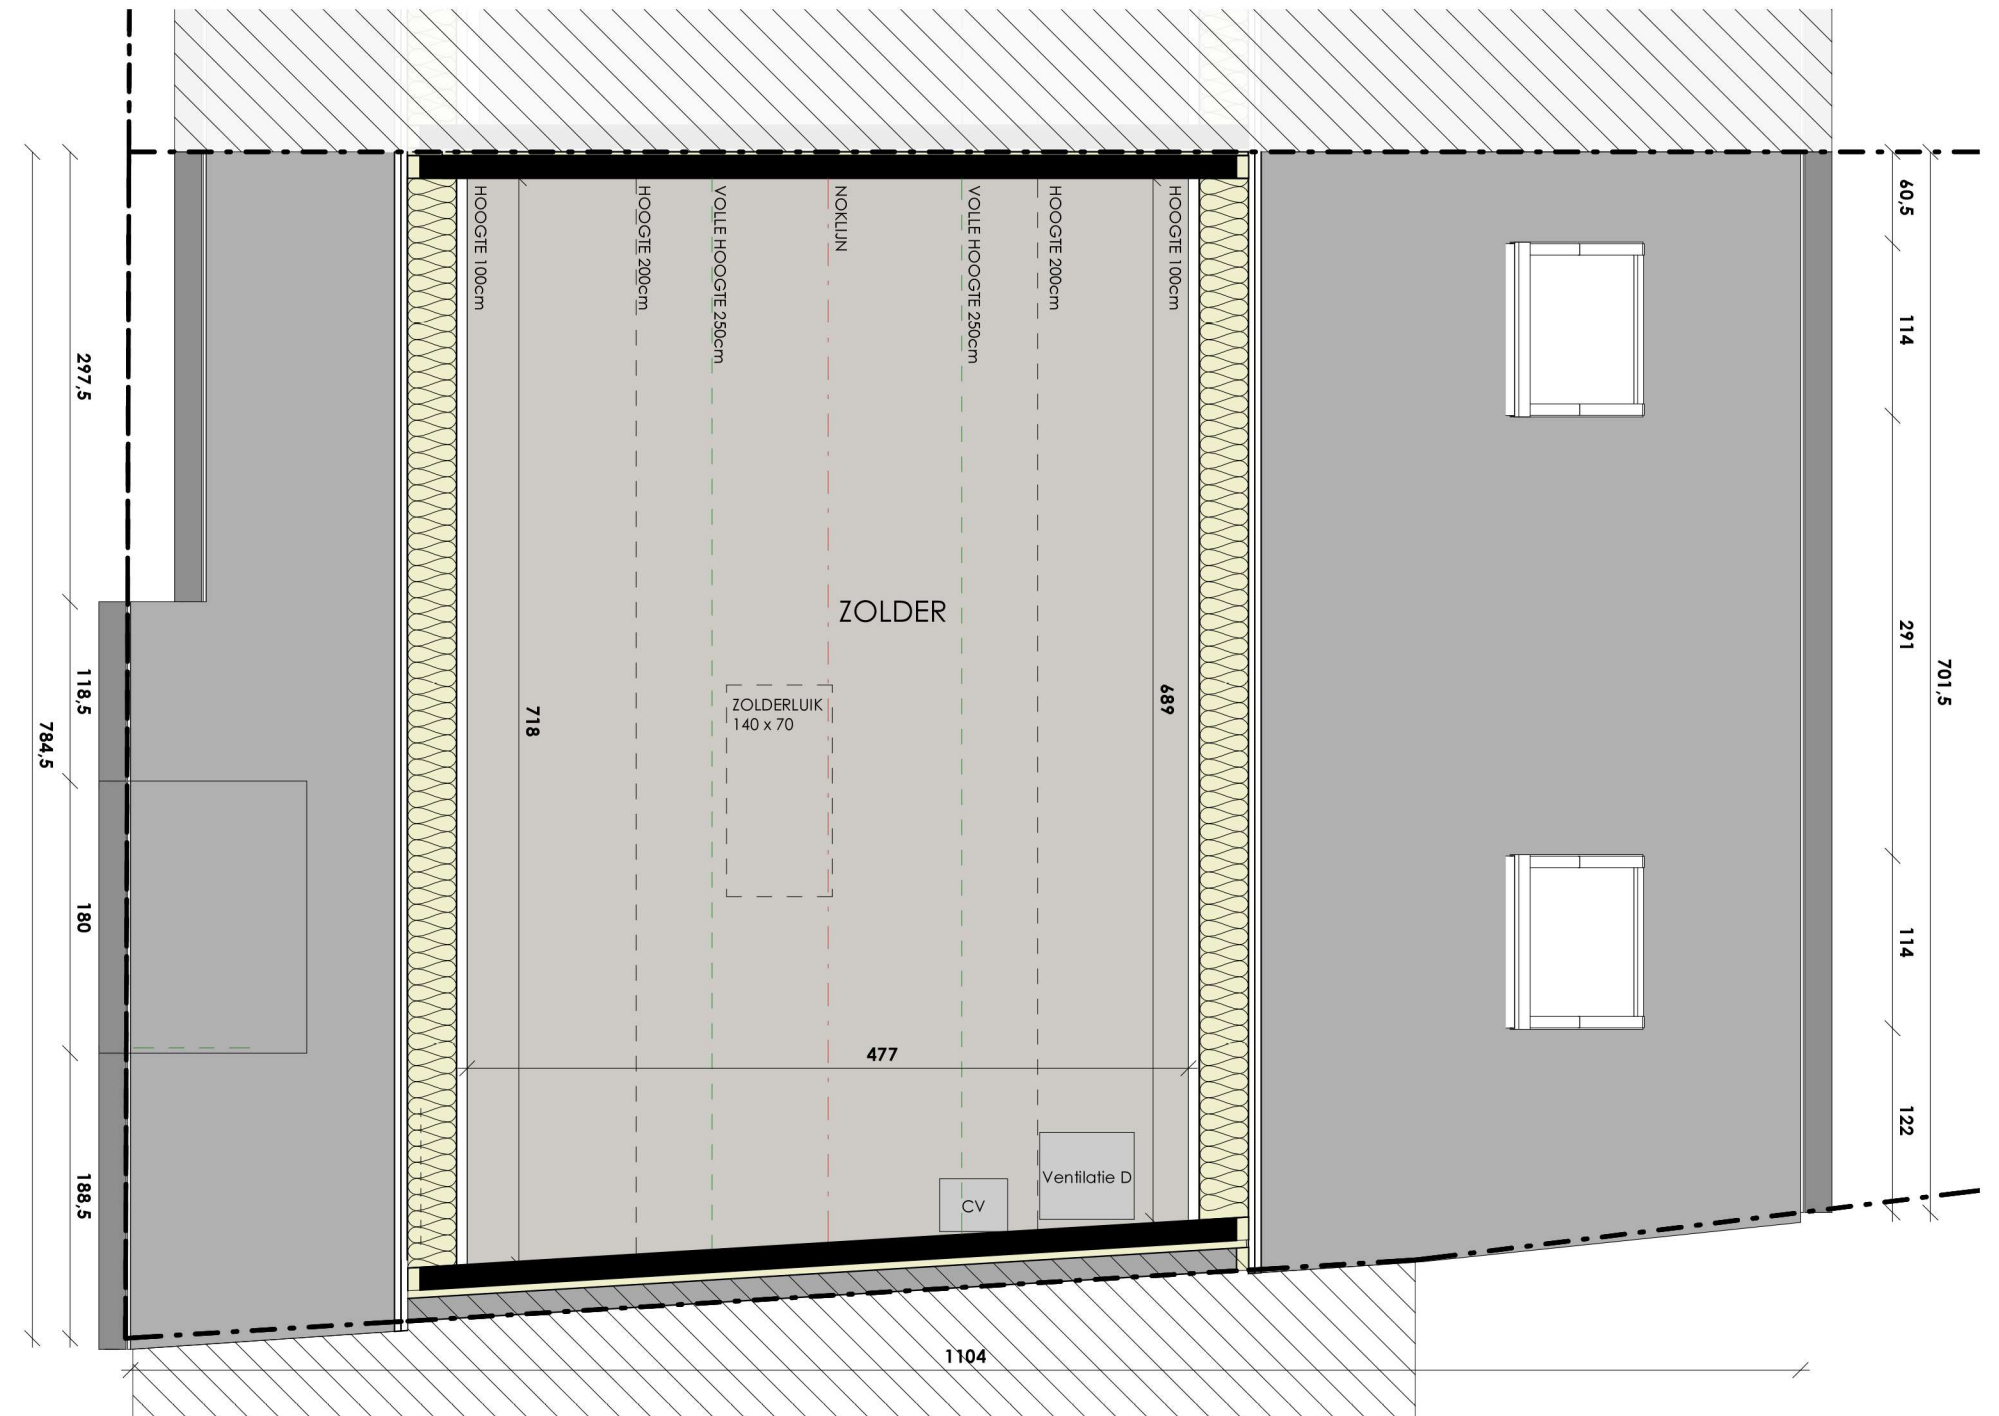 HOOGTE 100cm
HOOGTE 200cm
VOLLE HOOGTE 250cm
NOKLIJN
VOLLE HOOGTE 250cm
HOOGTE 200cm
HOOGTE 100cm
60,5
114
291
701,5
114
122
297,5
118,5
784,5
180
188,5
ZOLDER
ZOLDERLUIK
140 x 70
718
689
477
Ventilatie D
CV
1104